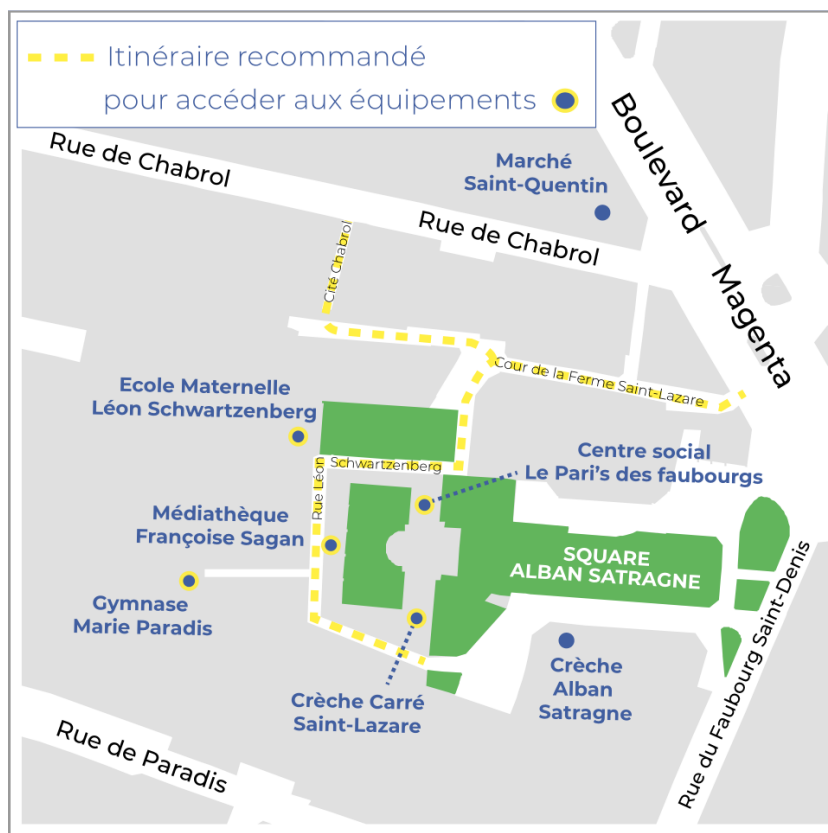 Itinéraire recommandé
pour accéder aux équipements
Boulevard Magenta
Rue de Chabrol
Marché
Saint-Quentin
Rue de Chabrol
Cité Chabrol
Cour de la Ferme Saint-Lazare
Ecole Maternelle
Léon Schwartzenberg
Centre social
Le Pari's des faubourgs
Rue Léon Schwartzenberg
Médiathèque
Françoise Sagan
SQUARE
ALBAN SATRAGNE
Gymnase
Marie Paradis
Rue du Faubourg Saint-Denis
Crèche
Alban
Satragne
Crèche Carré
Saint-Lazare
Rue de Paradis